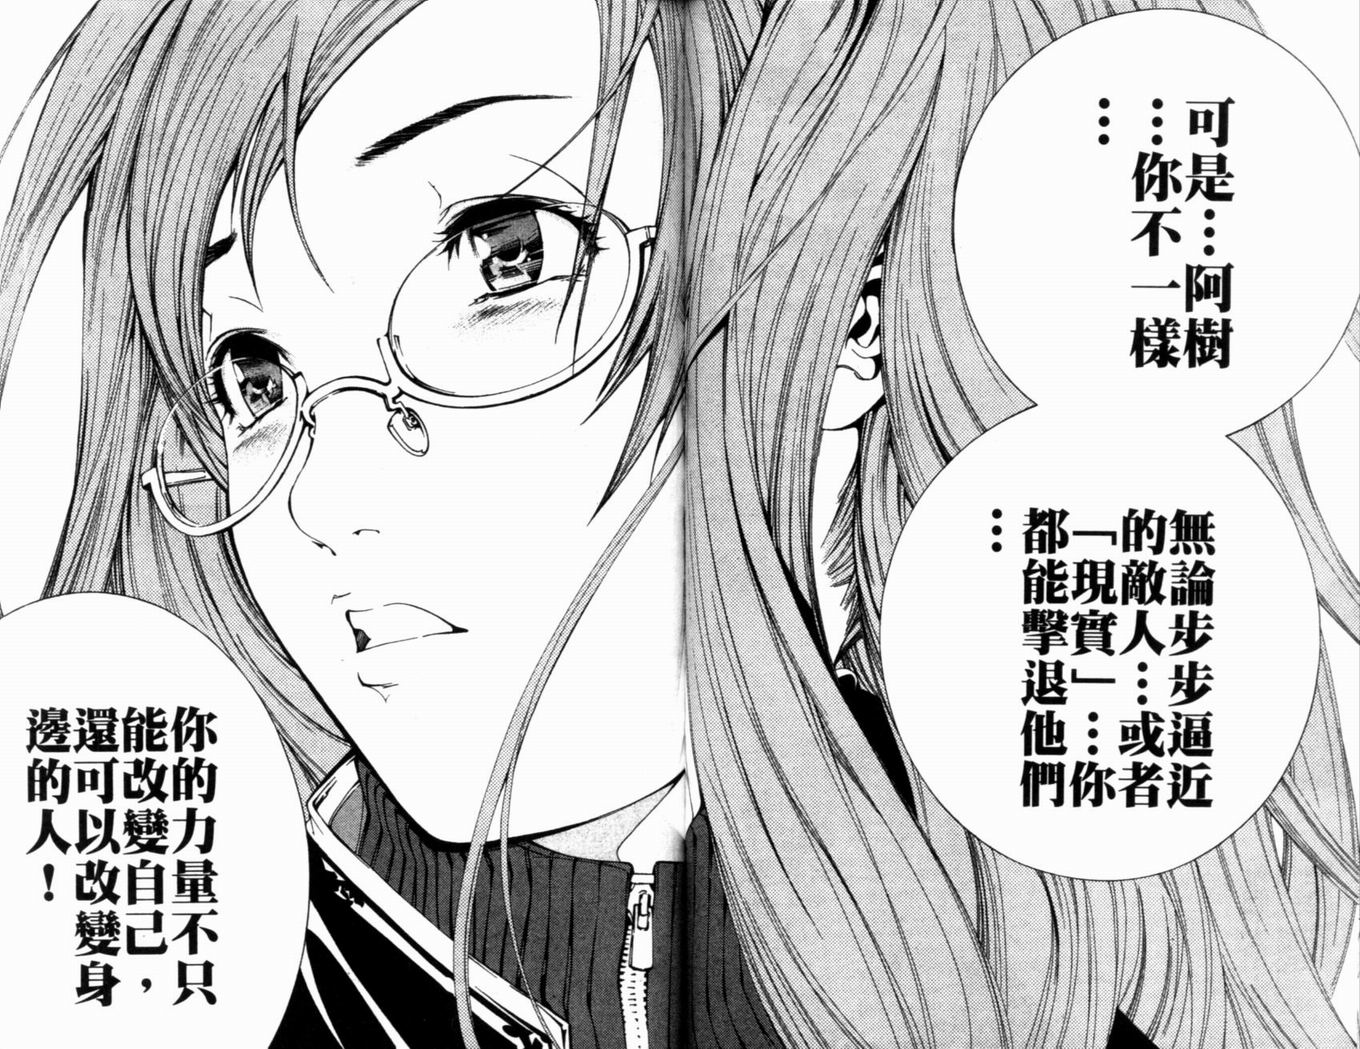 可是…阿樹
…你不一樣
…
無論步步逼近
的敵人…或者
「現實」…你
都能擊退他們
…
你的力量不只
能改變自己，
還可以改變身
邊的人！